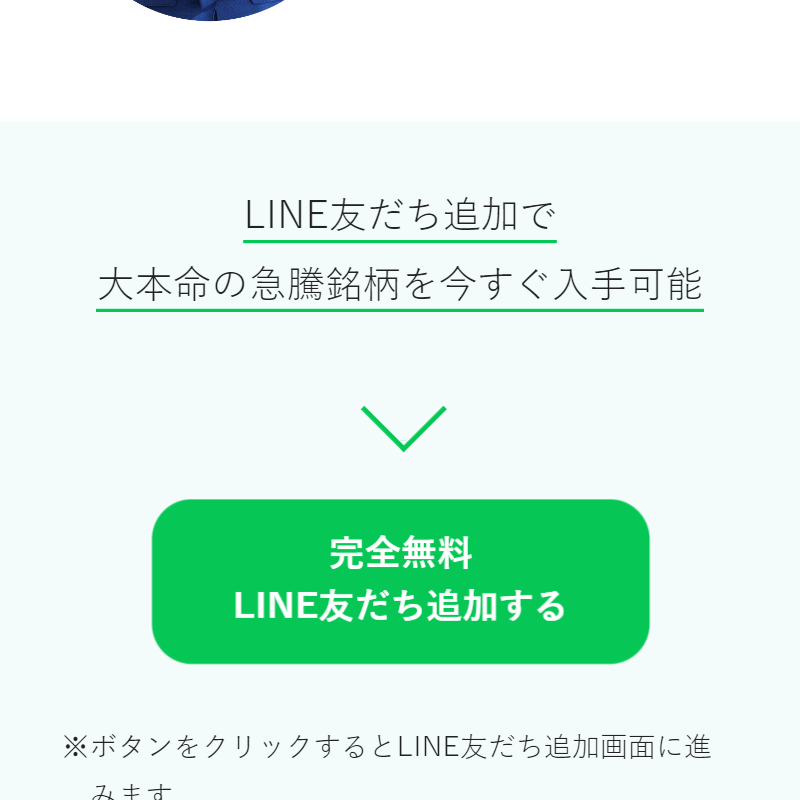 LINE友だち追加で
大本命の急騰銘柄を今すぐ入手可能
完全無料
LINE友だち追加する
※ボタンをクリックするとLINE友だち追加画面に進
みます